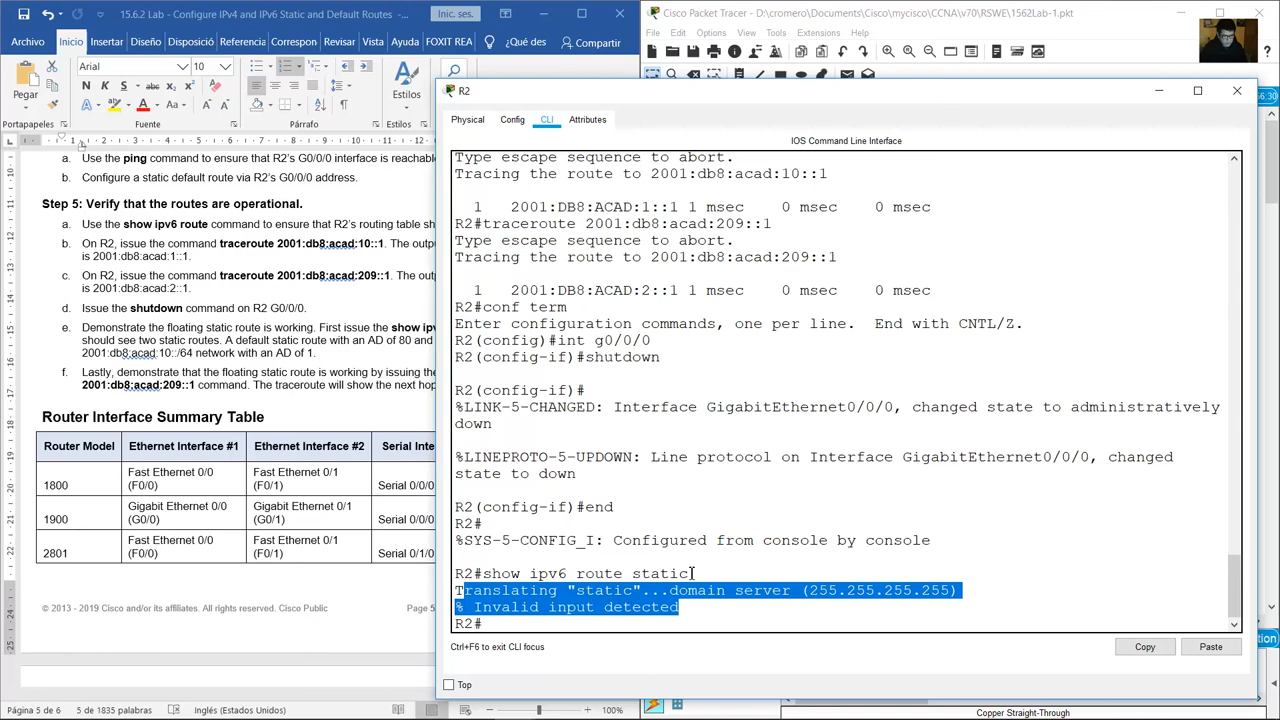 15.6.2 Lab - Configure IPv4 and IPv6 Static and Default Routes
Inic. ses.
Archivo Inicio Insertar Diseño Disposició Referencia Correspon Revisar Vista Ayuda FOXIT REA ¿Qué des Compartir
Pegar
Arial 10
Estilos
Portapapeles Fuente Párrafo Estilos
a. Use the ping command to ensure that R2's G0/0/0 interface is reachable
b. Configure a static default route via R2's G0/0/0 address.
Step 5: Verify that the routes are operational.
a. Use the show ipv6 route command to ensure that R2's routing table sh
b. On R2, issue the command traceroute 2001:db8:acad:10::1. The outpu
is 2001:db8:acad:1::1.
c. On R2, issue the command traceroute 2001:db8:acad:209::1. The outp
is 2001:db8:acad:2::1.
d. Issue the shutdown command on R2 G0/0/0.
e. Demonstrate the floating static route is working. First issue the show ipv
should see two static routes. A default static route with an AD of 80 and
2001:db8:acad:10::/64 network with an AD of 1.
f. Lastly, demonstrate that the floating static route is working by issuing the
2001:db8:acad:209::1 command. The traceroute will show the next hop
Router Interface Summary Table
Router Model Ethernet Interface #1 Ethernet Interface #2 Serial Inte
1800 Fast Ethernet 0/0 (F0/0) Fast Ethernet 0/1 (F0/1) Serial 0/0/0
1900 Gigabit Ethernet 0/0 (G0/0) Gigabit Ethernet 0/1 (G0/1) Serial 0/0/0
2801 Fast Ethernet 0/0 (F0/0) Fast Ethernet 0/1 (F0/1) Serial 0/1/0
© 2013 - 2019 Cisco and/or its affiliates. All rights reserved. Cisco Public
Página 5 de 6 5 de 1835 palabras Inglés (Estados Unidos) 100%
Cisco Packet Tracer - D:\cromero\Documents\Cisco\mycisco\CCNA\v70\RSWE\1562Lab-1.pkt
File Edit Options View Tools Extensions Window Help
R2
Physical Config CLI Attributes
IOS Command Line Interface
Type escape sequence to abort.
Tracing the route to 2001:db8:acad:10::1
1 2001:DB8:ACAD:1::1 1 msec 0 msec 0 msec
R2#traceroute 2001:db8:acad:209::1
Type escape sequence to abort.
Tracing the route to 2001:db8:acad:209::1
1 2001:DB8:ACAD:2::1 1 msec 0 msec 0 msec
R2#conf term
Enter configuration commands, one per line. End with CNTL/Z.
R2(config)#int g0/0/0
R2(config-if)#shutdown
R2(config-if)#
%LINK-5-CHANGED: Interface GigabitEthernet0/0/0, changed state to administratively
down
%LINEPROTO-5-UPDOWN: Line protocol on Interface GigabitEthernet0/0/0, changed
state to down
R2(config-if)#end
R2#
%SYS-5-CONFIG_I: Configured from console by console
R2#show ipv6 route static
Translating "static"...domain server (255.255.255.255)
% Invalid input detected
R2#
Ctrl+F6 to exit CLI focus
Copy Paste
Top
Copper Straight-Through